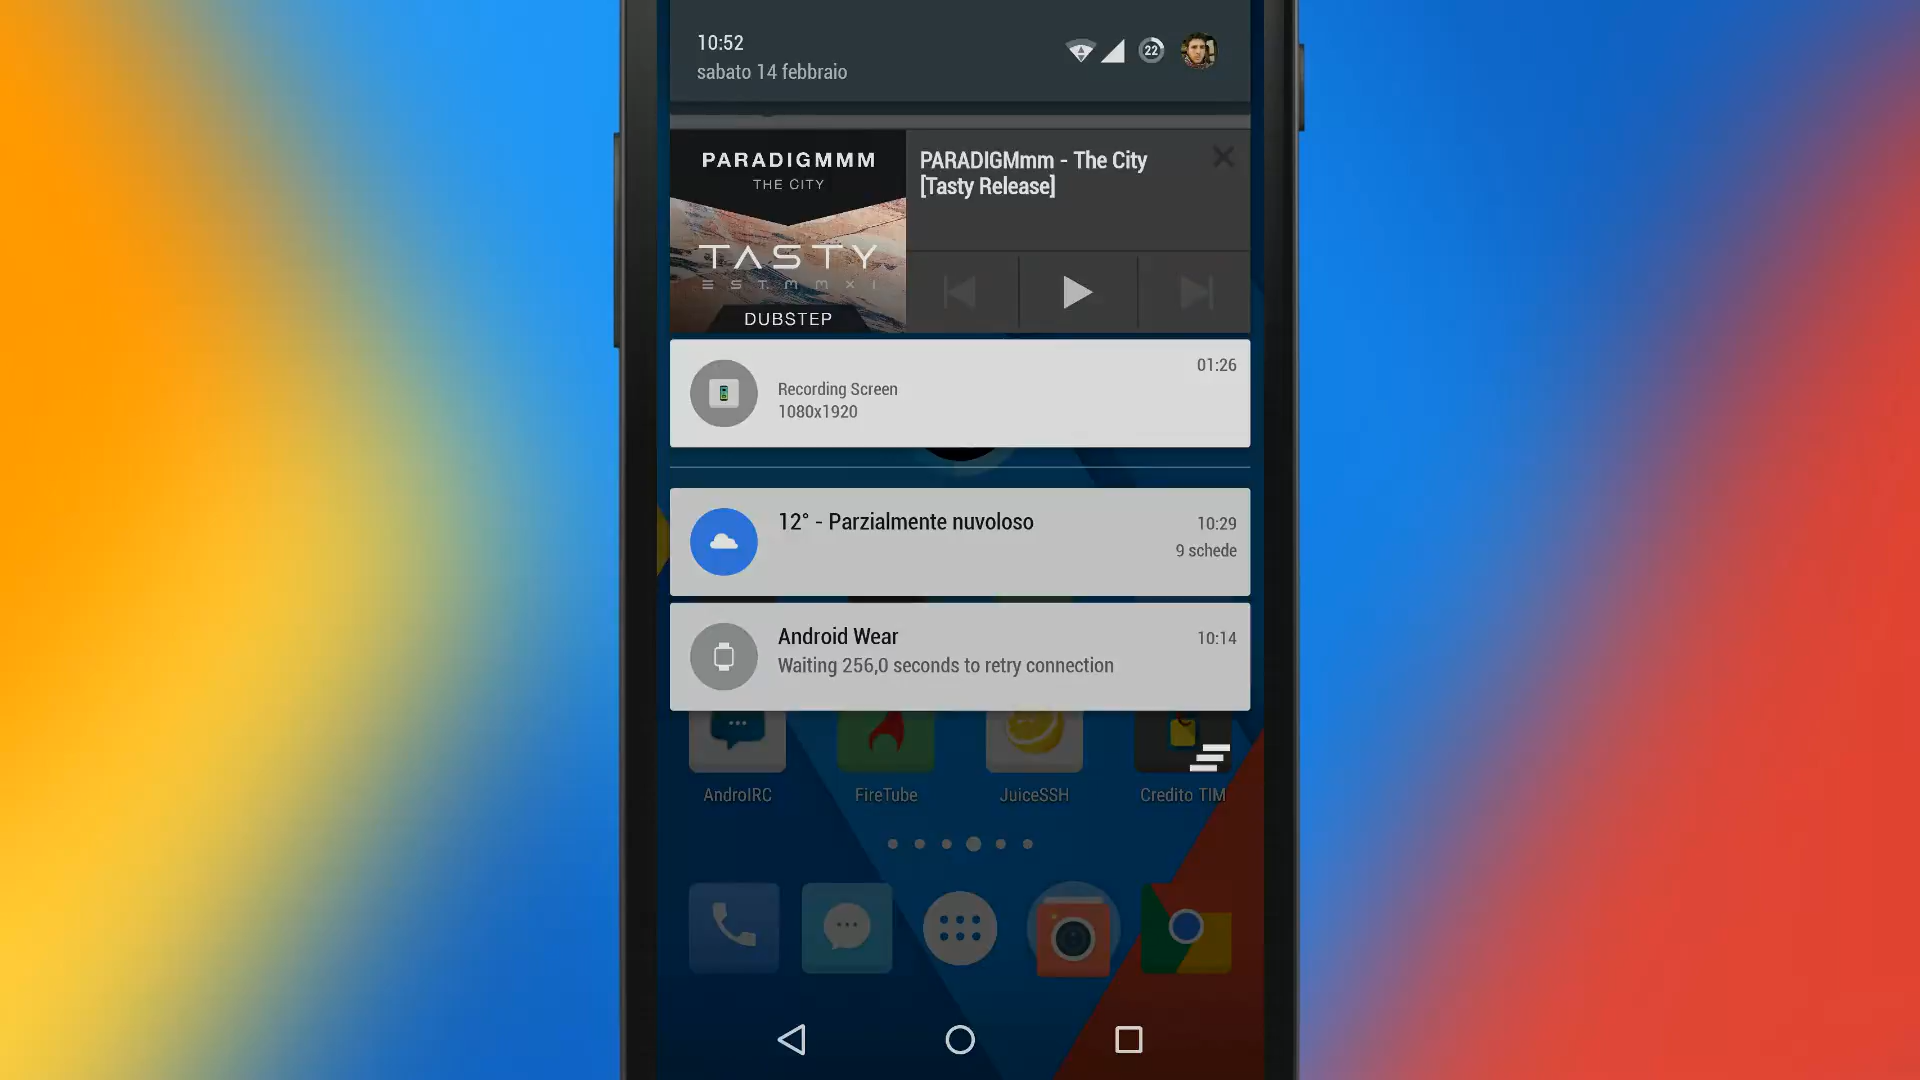 10:52
sabato 14 febbraio
22
PARADIGMMM
THE CITY
TASTY
EST.MMXI
DUBSTEP
PARADIGMmm - The City
[Tasty Release]
01:26
Recording Screen
1080x1920
12° - Parzialmente nuvoloso
10:29
9 schede
Android Wear
10:14
Waiting 256,0 seconds to retry connection
AndroIRC
FireTube
JuiceSSH
Credito TIM